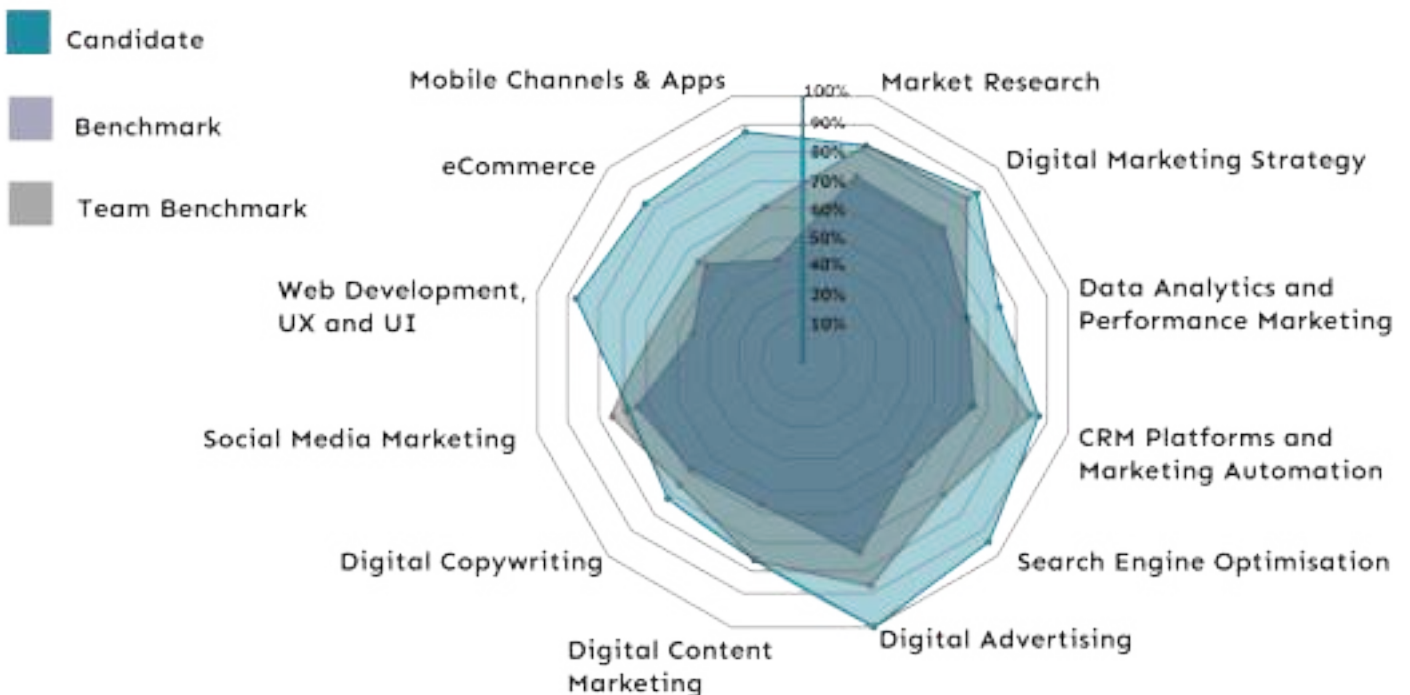 Candidate
Benchmark
Team Benchmark
Mobile Channels & Apps
Market Research
eCommerce
Digital Marketing Strategy
Web Development,
UX and UI
Data Analytics and
Performance Marketing
Social Media Marketing
CRM Platforms and
Marketing Automation
Digital Copywriting
Search Engine Optimisation
Digital Content
Marketing
Digital Advertising
100%
90%
80%
70%
60%
50%
40%
10%